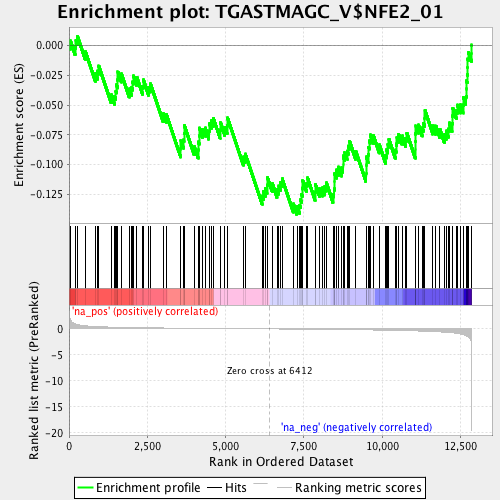 Enrichment plot: TGASTMAGC_V$NFE2_01
Enrichment score (ES)
0.000
-0.025
-0.050
-0.075
-0.100
-0.125
'na_pos' (positively correlated)
Ranked list metric (PreRanked)
0
-5
-10
-15
-20
Zero cross at 6412
'na_neg' (negatively correlated)
0
2,500
5,000
7,500
10,000
12,500
Rank in Ordered Dataset
Enrichment profile
Hits
Ranking metric scores